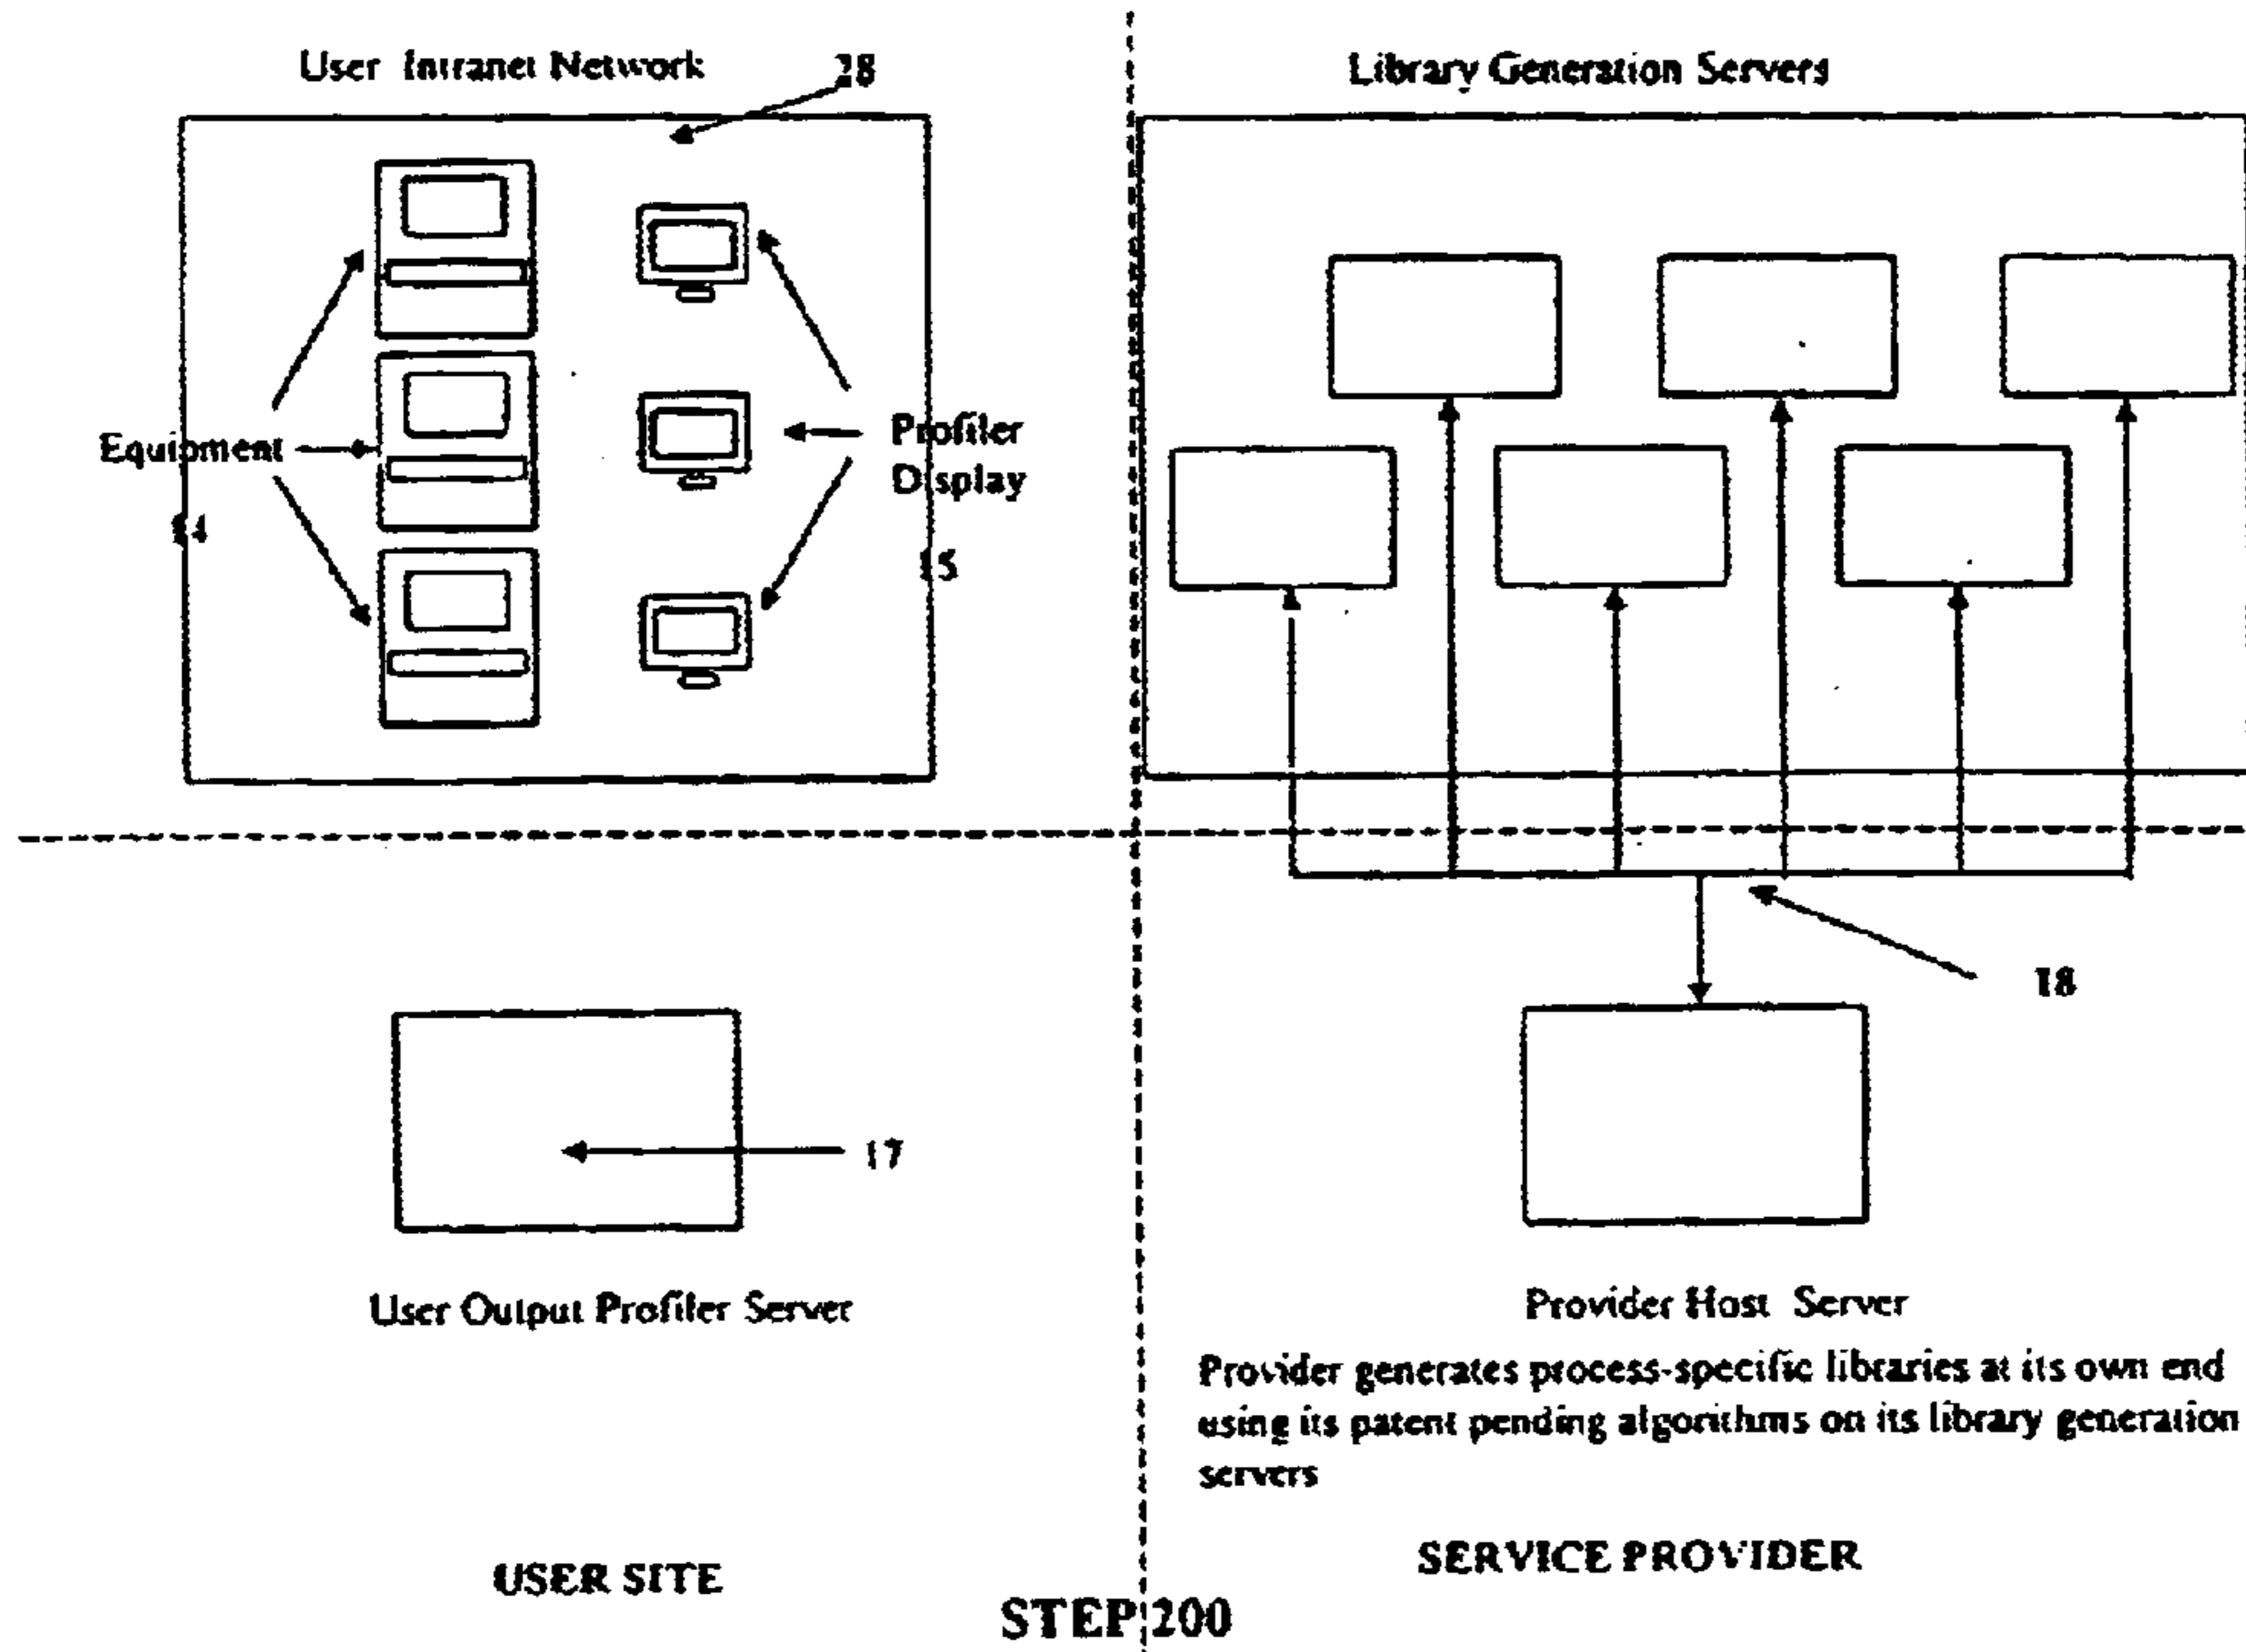 User Intranet Network
28
Library Generation Servers
Equipment
14
Profiler
Display
15
18
17
User Output Profiler Server
Provider Host Server
Provider generates process-specific libraries at its own end
using its patent pending algorithms on its library generation
servers
USER SITE
SERVICE PROVIDER
STEP 200